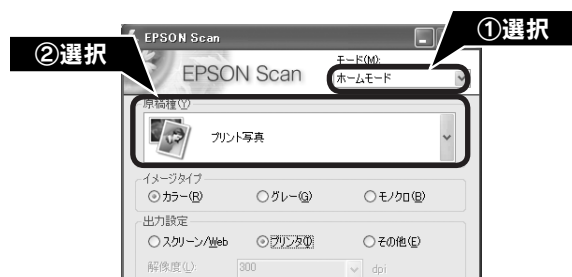 EPSON Scan
①選択
②選択
EPSON Scan
モード(M):
ホームモード
原稿種(Y)
プリント写真
イメージタイプ
カラー(R) グレー(G) モノクロ(B)
出力設定
スクリーン/Web プリンタ(I) その他(E)
解像度(L): 300 dpi